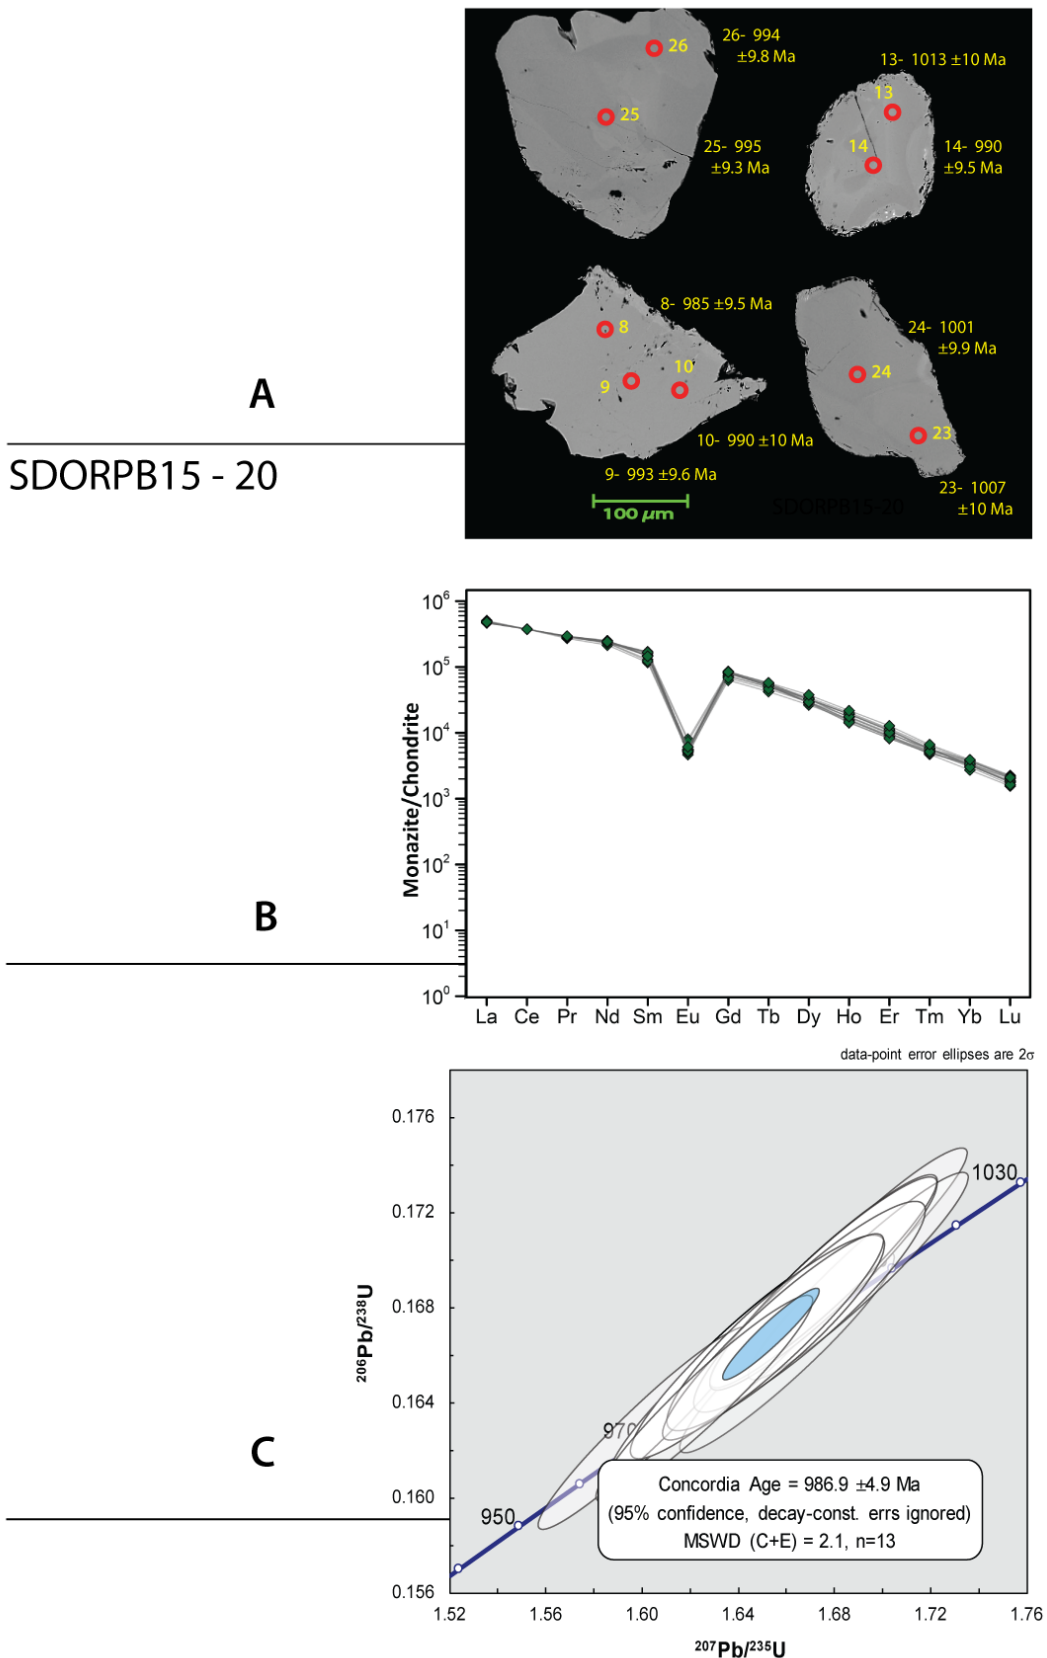 26- 994
±9.8 Ma
26
25
25- 995
±9.3 Ma
13- 1013 ±10 Ma
13
14
14- 990
±9.5 Ma
8- 985 ±9.5 Ma
8
9
10
10- 990 ±10 Ma
9- 993 ±9.6 Ma
24- 1001
±9.9 Ma
24
23
23- 1007
±10 Ma
100 µm
SDORPB15-20
A
SDORPB15 - 20
Monazite/Chondrite
10⁶
10⁵
10⁴
10³
10²
10¹
10⁰
La Ce Pr Nd Sm Eu Gd Tb Dy Ho Er Tm Yb Lu
B
data-point error ellipses are 2σ
²⁰⁶Pb/²³⁸U
0.176
0.172
0.168
0.164
0.160
0.156
1030
970
950
Concordia Age = 986.9 ±4.9 Ma
(95% confidence, decay-const. errs ignored)
MSWD (C+E) = 2.1, n=13
C
1.52 1.56 1.60 1.64 1.68 1.72 1.76
²⁰⁷Pb/²³⁵U